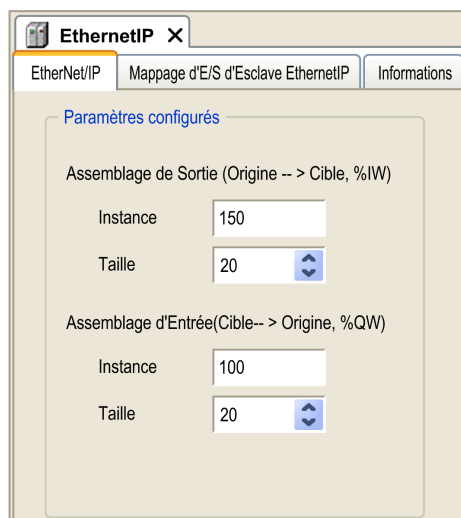 EthernetIP X
EtherNet/IP Mappage d'E/S d'Esclave EthernetIP Informations
Paramètres configurés
Assemblage de Sortie (Origine -- > Cible, %IW)
Instance 150
Taille 20
Assemblage d'Entrée(Cible-- > Origine, %QW)
Instance 100
Taille 20